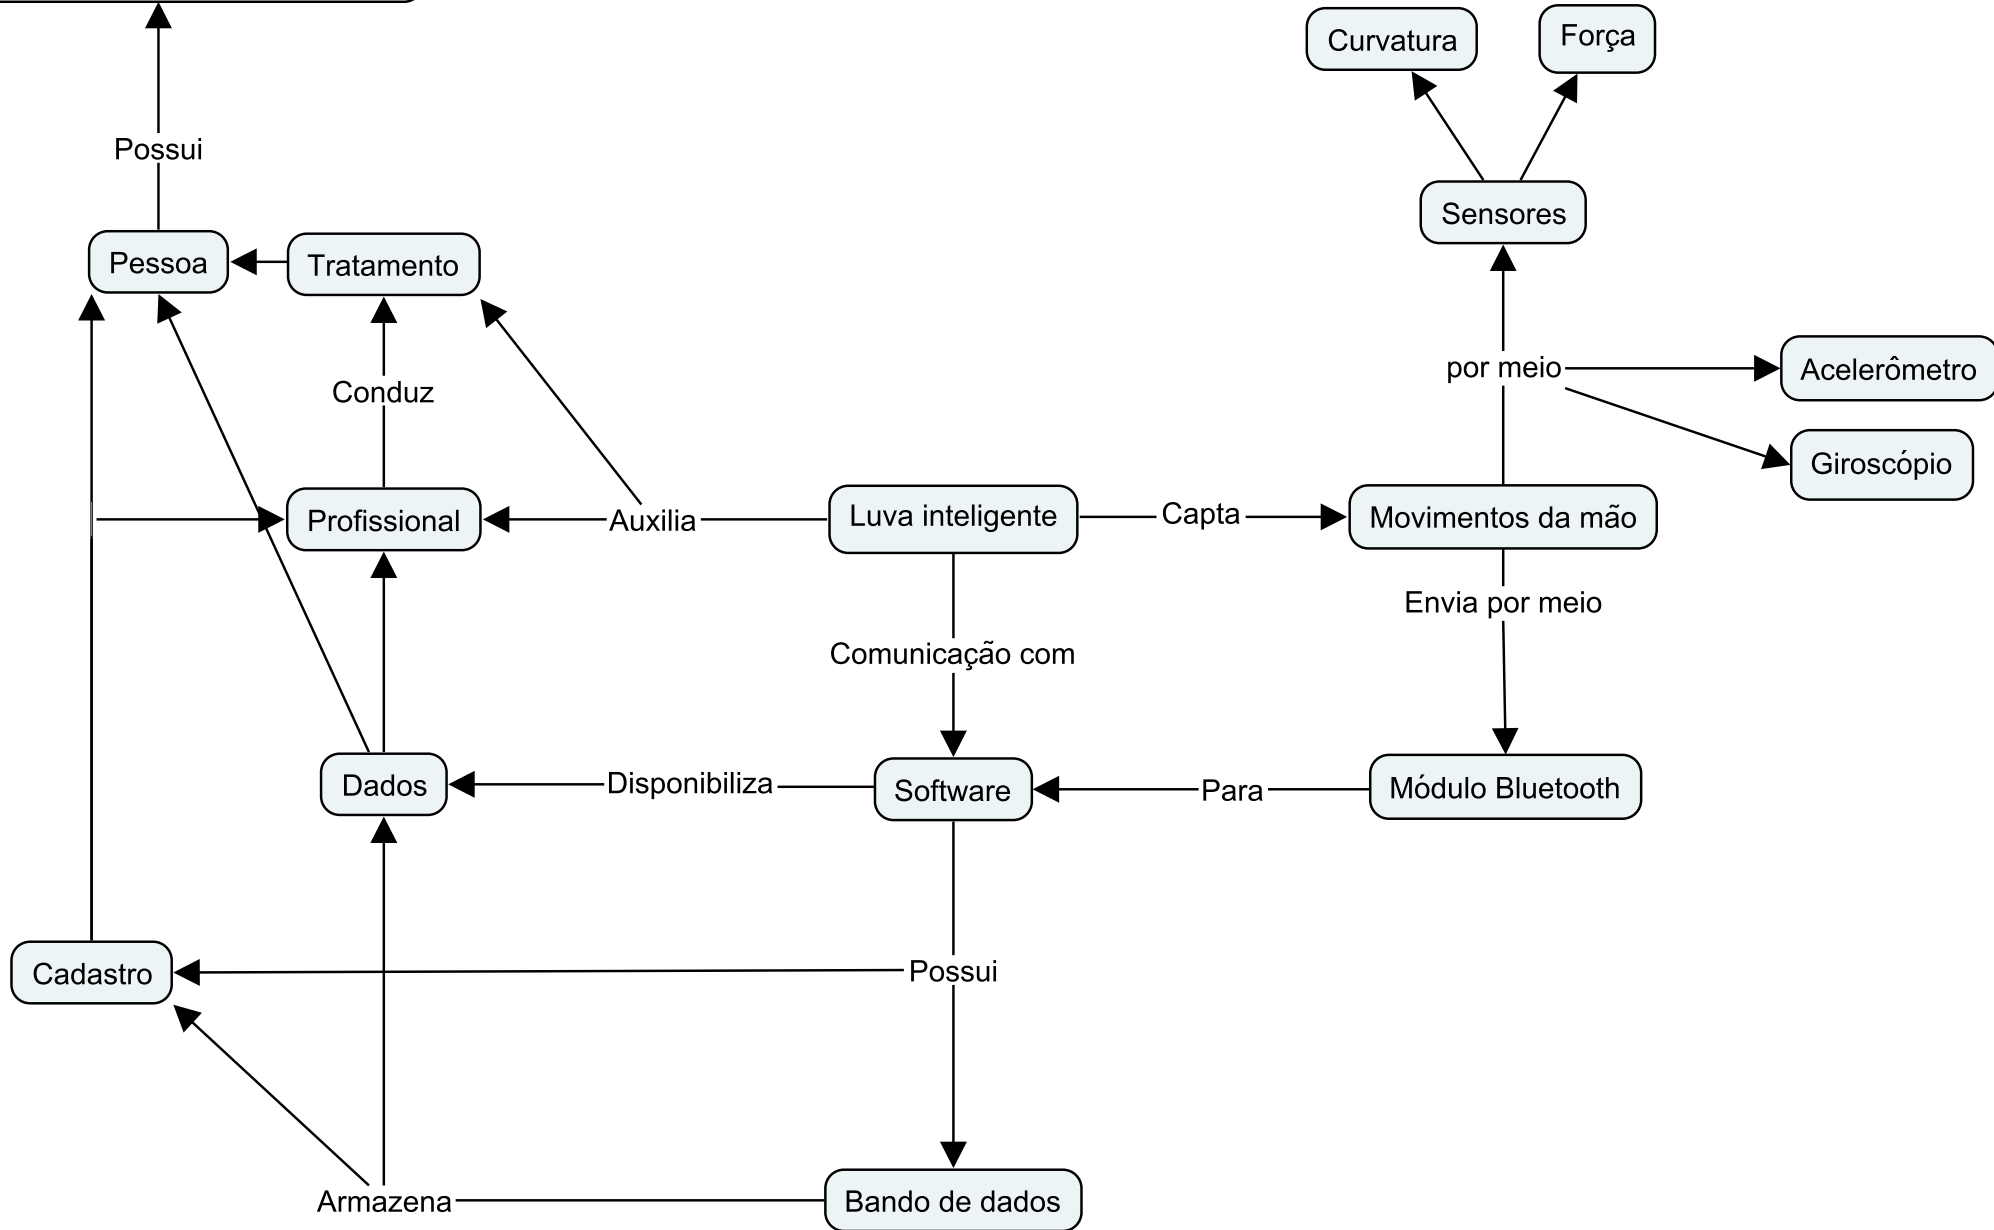 Curvatura
Força
Possui
Sensores
Pessoa
Tratamento
por meio
Acelerômetro
Conduz
Giroscópio
Profissional
Auxilia
Luva inteligente
Capta
Movimentos da mão
Envia por meio
Comunicação com
Dados
Disponibiliza
Software
Para
Módulo Bluetooth
Cadastro
Possui
Armazena
Bando de dados